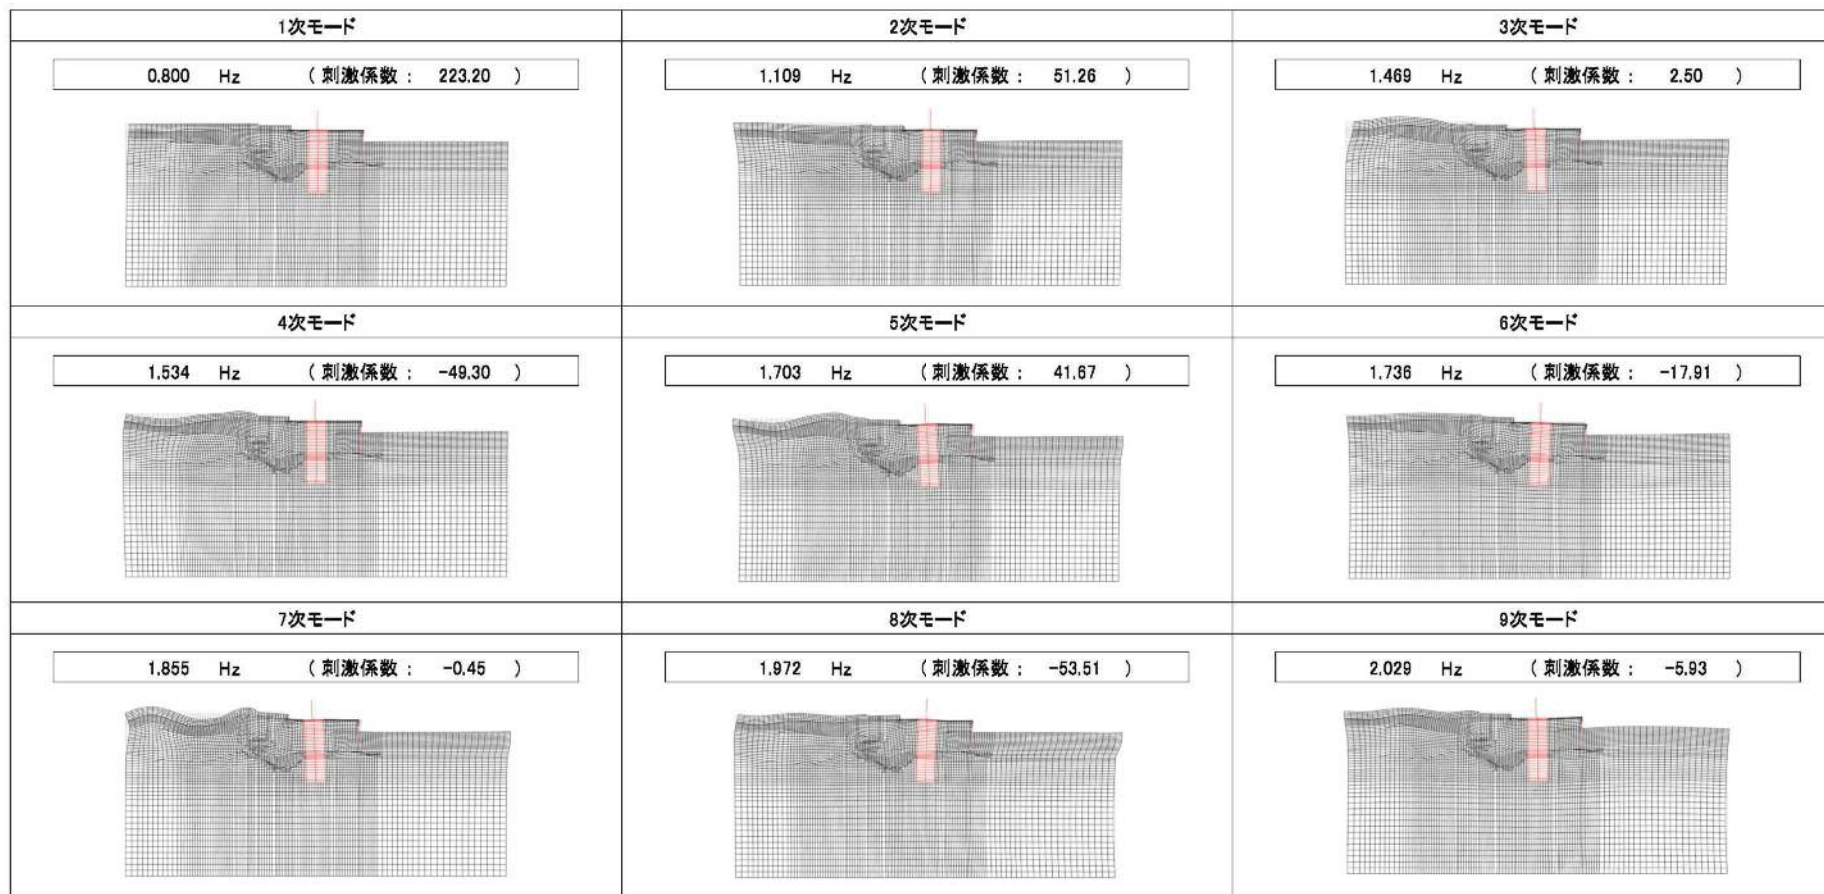 1次モード
2次モード
3次モード
0.800 Hz (刺激係数: 223.20 )
1.109 Hz (刺激係数: 51.26 )
1.469 Hz (刺激係数: 2.50 )
4次モード
5次モード
6次モード
1.534 Hz (刺激係数: -49.30 )
1.703 Hz (刺激係数: 41.67 )
1.736 Hz (刺激係数: -17.91 )
7次モード
8次モード
9次モード
1.855 Hz (刺激係数: -0.45 )
1.972 Hz (刺激係数: -53.51 )
2.029 Hz (刺激係数: -5.93 )